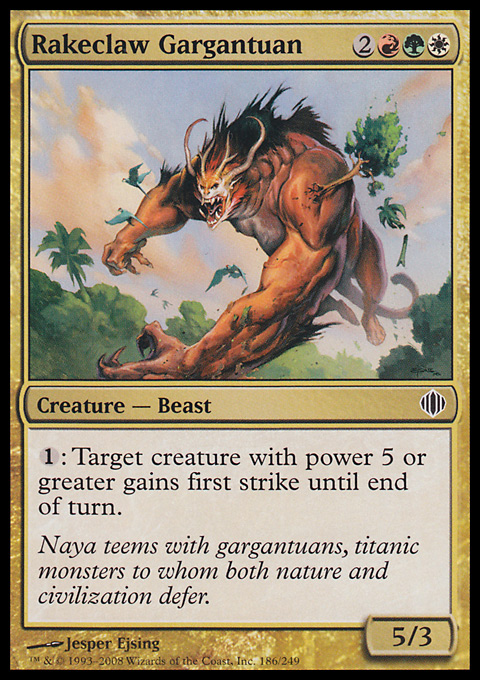 Rakeclaw Gargantuan 2
Creature — Beast
1: Target creature with power 5 or
greater gains first strike until end
of turn.
Naya teems with gargantuans, titanic
monsters to whom both nature and
civilization defer.
Jesper Ejsing
5/3
™ & © 1993–2008 Wizards of the Coast, Inc. 186/249